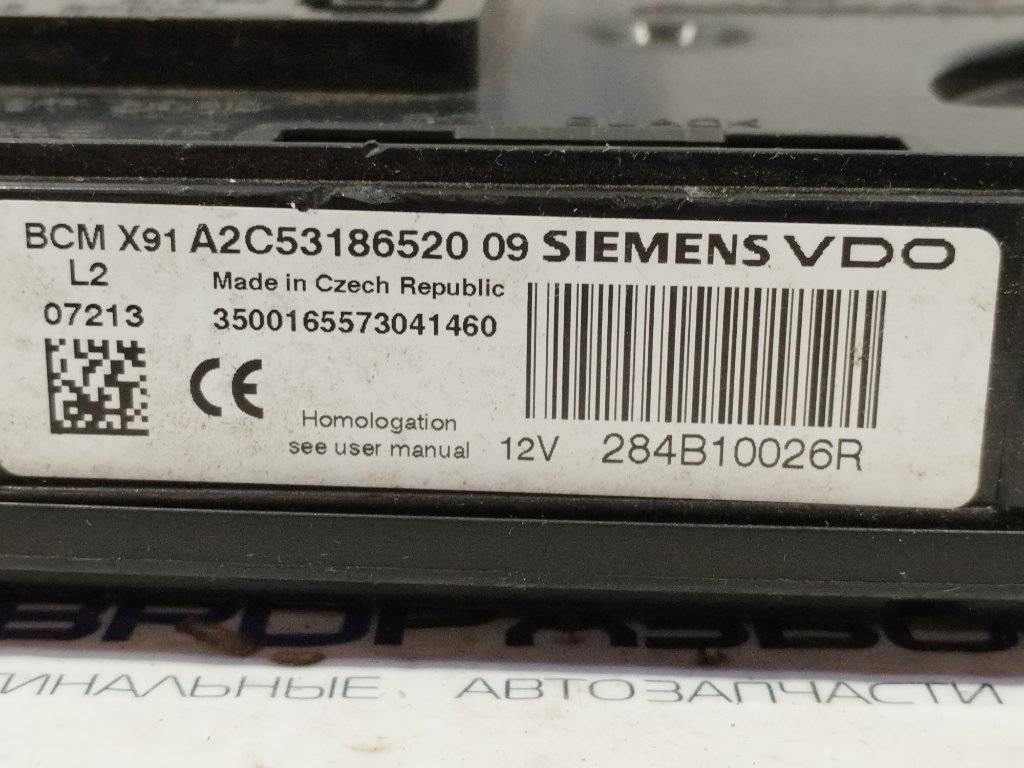 BLACK
BCM X91 A2C53186520 09 SIEMENS VDO
L2 Made in Czech Republic
07213 3500165573041460
CE
Homologation
see user manual 12V 284B10026R
АВТОЗАПЧАСТИ